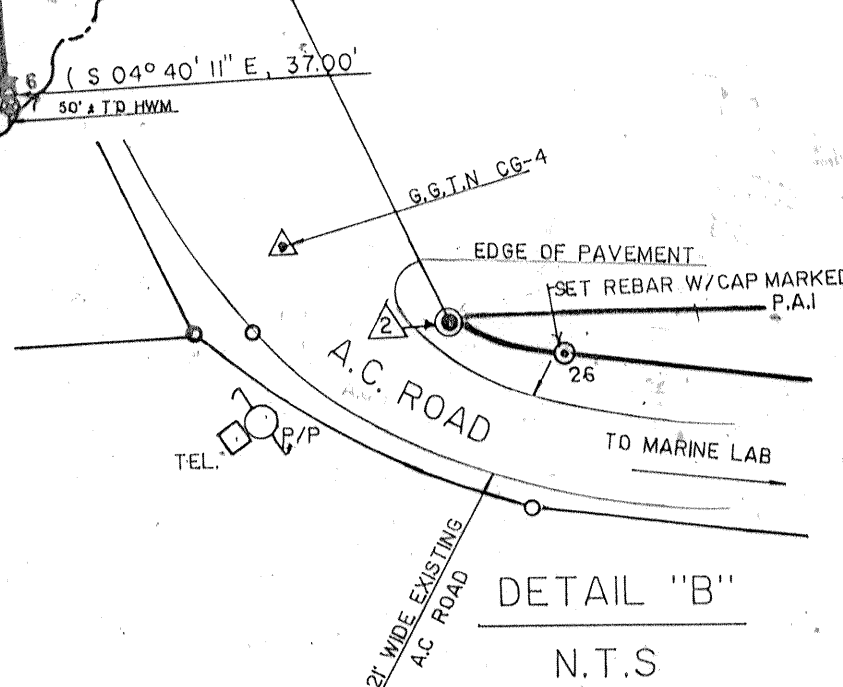 6 ( S 04° 40' 11" E, 37.00'
7
50' ± TO HWM
G.G.T.N CG-4
EDGE OF PAVEMENT
SET REBAR W/CAP MARKED
P.A.I
2
26
A.C. ROAD
P/P
TEL.
TO MARINE LAB
21' WIDE EXISTING
A.C ROAD
DETAIL "B"
N.T.S